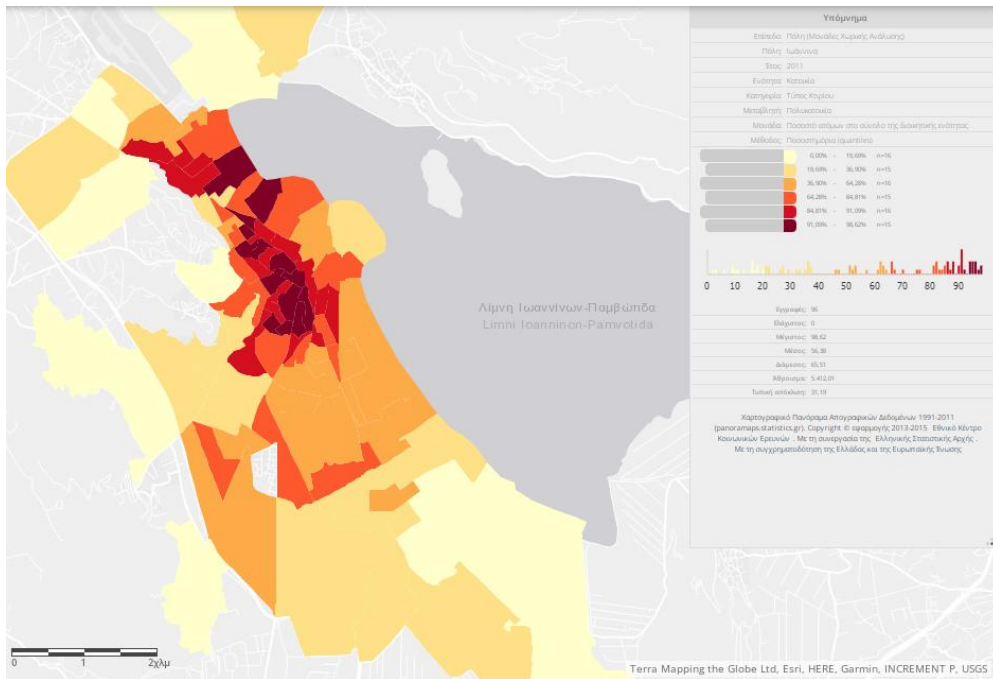 Υπόμνημα
Επίπεδο: Πόλη (Μονάδες Χωρικής Ανάλυσης)
Πόλη: Ιωάννινα
Έτος: 2011
Ενότητα: Κατοικία
Κατηγορία: Τύπος Κτιρίου
Μεταβλητή: Πολυκατοικία
Μονάδα: Ποσοστό ατόμων στο σύνολο της διοικητικής ενότητας
Μέθοδος: Ποσοστημόρια (quantiles)
0,00% - 19,69% n=16
19,69% - 36,90% n=15
36,90% - 64,28% n=16
64,28% - 84,81% n=15
84,81% - 91,09% n=16
91,09% - 98,62% n=15
0 10 20 30 40 50 60 70 80 90
Εγγραφές: 96
Ελάχιστος: 0
Μέγιστος: 98,62
Μέσος: 56,38
Διάμεσος: 65,51
Άθροισμα: 5.412,01
Τυπική απόκλιση: 31,19
Χαρτογραφικό Πανόραμα Απογραφικών Δεδομένων 1991-2011
(panoramaps.statistics.gr). Copyright © εφαρμογής 2013-2015 Εθνικό Κέντρο
Κοινωνικών Ερευνών . Με τη συνεργασία της Ελληνικής Στατιστικής Αρχής .
Με τη συγχρηματοδότηση της Ελλάδας και της Ευρωπαϊκής Ένωσης
Λίμνη Ιωαννίνων-Παμβώτιδα
Limni Ioanninon-Pamvotida
0 1 2χλμ
Terra Mapping the Globe Ltd, Esri, HERE, Garmin, INCREMENT P, USGS